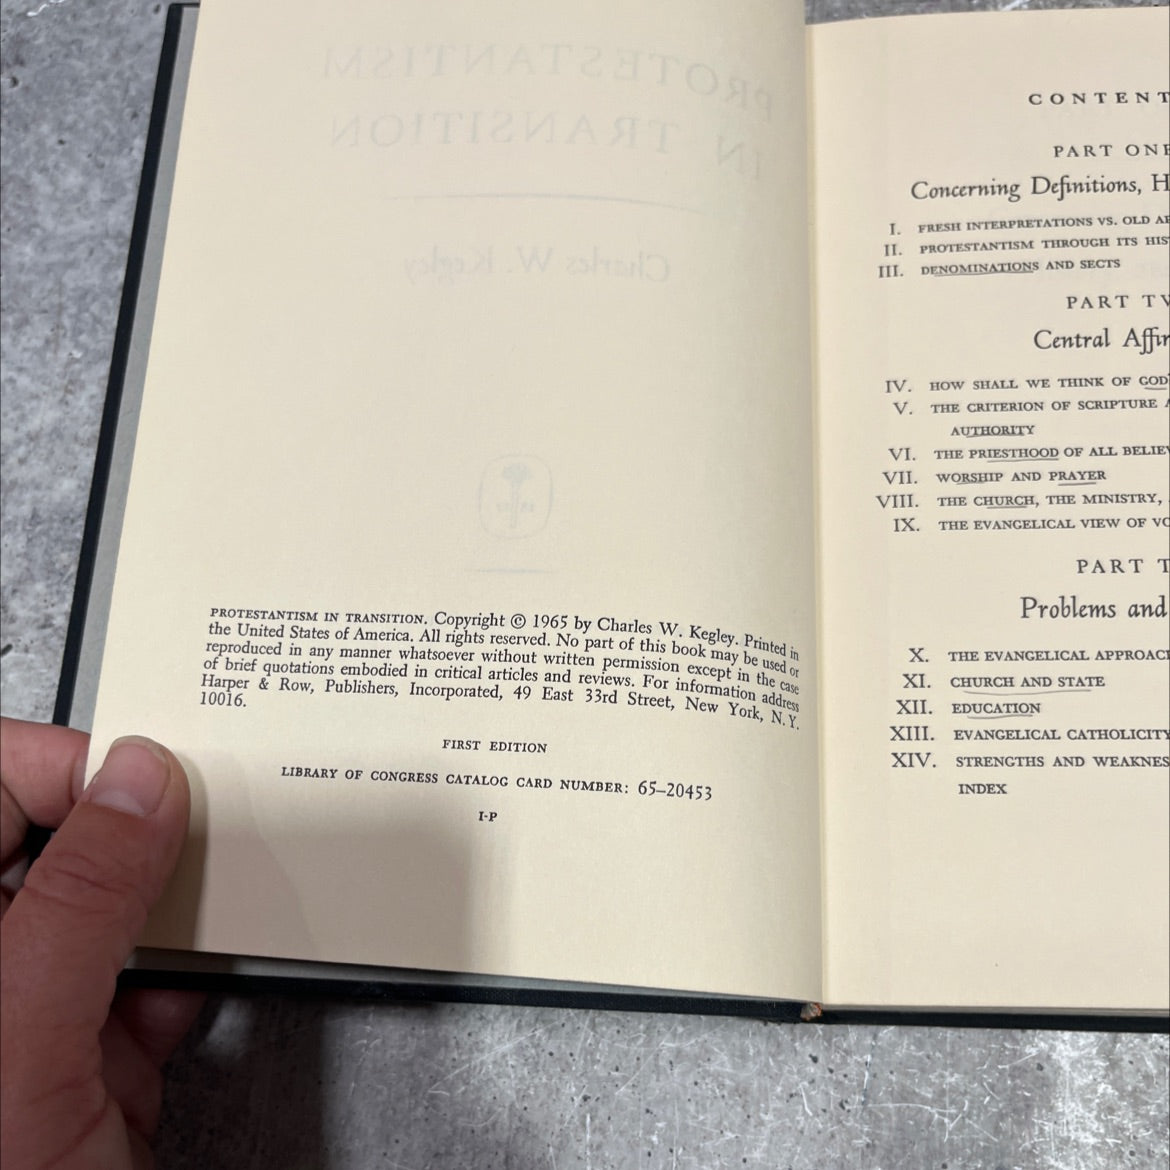 PROTESTANTISM
IN TRANSITION
Charles W. Kegley
PROTESTANTISM IN TRANSITION. Copyright © 1965 by Charles W. Kegley. Printed in
the United States of America. All rights reserved. No part of this book may be used or
reproduced in any manner whatsoever without written permission except in the case
of brief quotations embodied in critical articles and reviews. For information address
Harper & Row, Publishers, Incorporated, 49 East 33rd Street, New York, N.Y.
10016.
FIRST EDITION
LIBRARY OF CONGRESS CATALOG CARD NUMBER: 65–20453
I-P
CONTENT
PART ONE
Concerning Definitions, H
I. FRESH INTERPRETATIONS VS. OLD
II. PROTESTANTISM THROUGH ITS HIS
III. DENOMINATIONS AND SECTS
PART TW
Central Affir
IV. HOW SHALL WE THINK OF GOD
V. THE CRITERION OF SCRIPTURE
AUTHORITY
VI. THE PRIESTHOOD OF ALL BELIEV
VII. WORSHIP AND PRAYER
VIII. THE CHURCH, THE MINISTRY,
IX. THE EVANGELICAL VIEW OF VO
PART T
Problems and
X. THE EVANGELICAL APPROACH
XI. CHURCH AND STATE
XII. EDUCATION
XIII. EVANGELICAL CATHOLICITY
XIV. STRENGTHS AND WEAKNES
INDEX